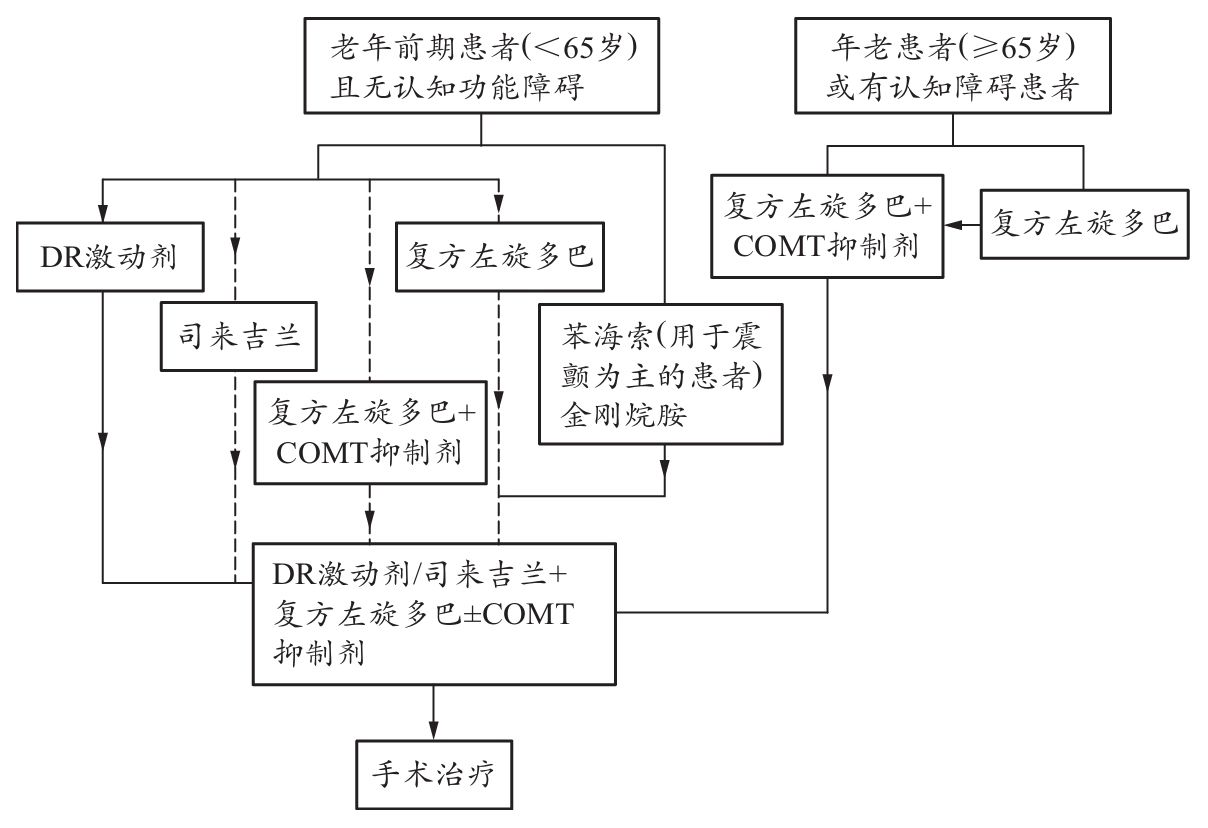 老年前期患者(<65岁)
且无认知功能障碍
年老患者(≥65岁)
或有认知障碍患者
DR激动剂
司来吉兰
复方左旋多巴+
COMT抑制剂
复方左旋多巴
苯海索(用于震
颤为主的患者)
金刚烷胺
复方左旋多巴+
COMT抑制剂
复方左旋多巴
DR激动剂/司来吉兰+
复方左旋多巴±COMT
抑制剂
手术治疗